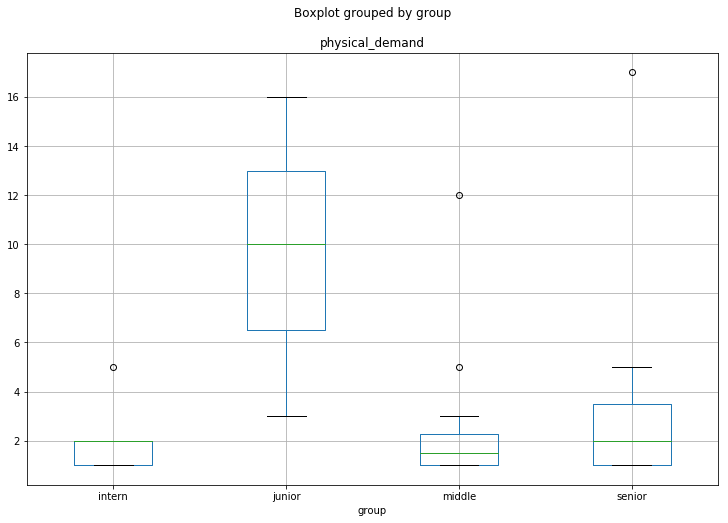 Boxplot grouped by group
physical_demand
16
14
12
10
8
6
4
2
intern junior middle senior
group